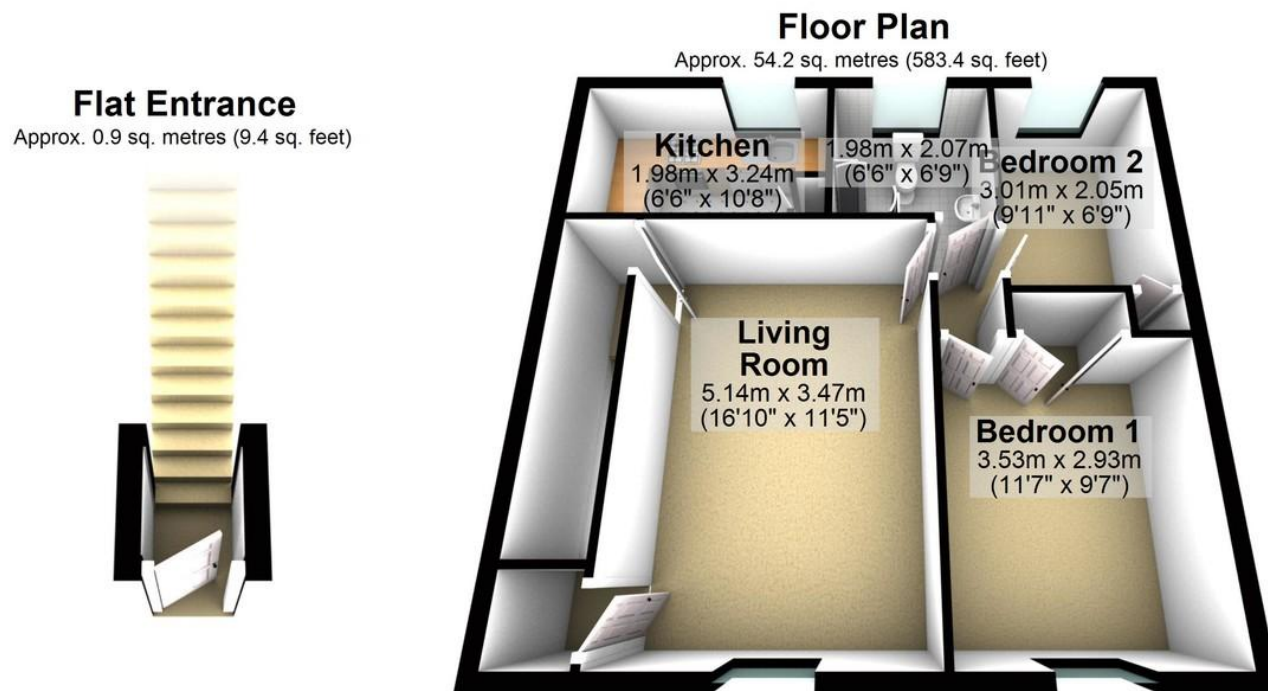 Flat Entrance
Approx. 0.9 sq. metres (9.4 sq. feet)
Floor Plan
Approx. 54.2 sq. metres (583.4 sq. feet)
Kitchen
1.98m x 3.24m
(6'6" x 10'8")
1.98m x 2.07m
(6'6" x 6'9")
Bedroom 2
3.01m x 2.05m
(9'11" x 6'9")
Living
Room
5.14m x 3.47m
(16'10" x 11'5")
Bedroom 1
3.53m x 2.93m
(11'7" x 9'7")